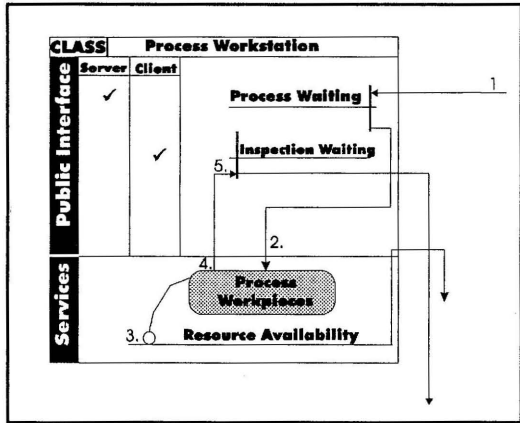 CLASS Process Workstation
Server Client
Public Interface
✓
Process Waiting
1
✓
Inspection Waiting
5.
2.
4.
Services
Process
Workpieces
3.
Resource Availability